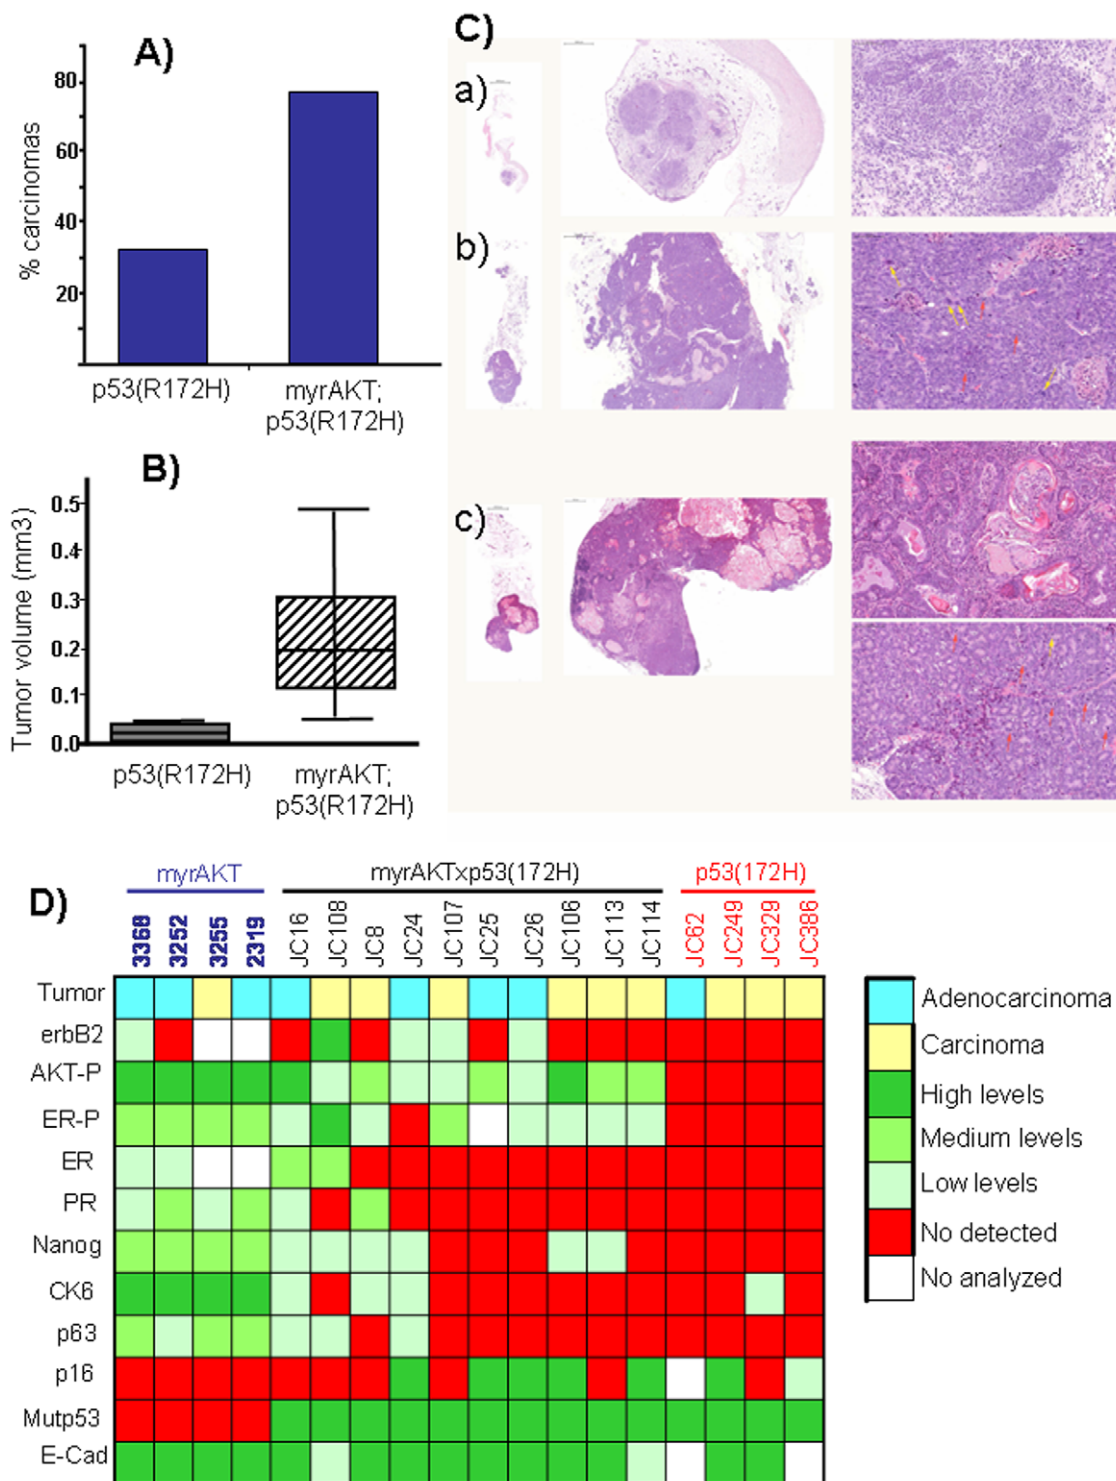 A)
% carcinomas
80
60
40
20
p53(R172H)
myrAKT;
p53(R172H)
B)
Tumor volume (mm3)
0.5
0.4
0.3
0.2
0.1
0.0
p53(R172H)
myrAKT;
p53(R172H)
C)
a)
b)
c)
D)
myrAKT
myrAKTxp53(172H)
p53(172H)
3368
3252
3255
2319
JC16
JC108
JC8
JC24
JC107
JC25
JC26
JC106
JC113
JC114
JC62
JC249
JC329
JC386
Tumor
erbB2
AKT-P
ER-P
ER
PR
Nanog
CK6
p63
p16
Mutp53
E-Cad
Adenocarcinoma
Carcinoma
High levels
Medium levels
Low levels
No detected
No analyzed